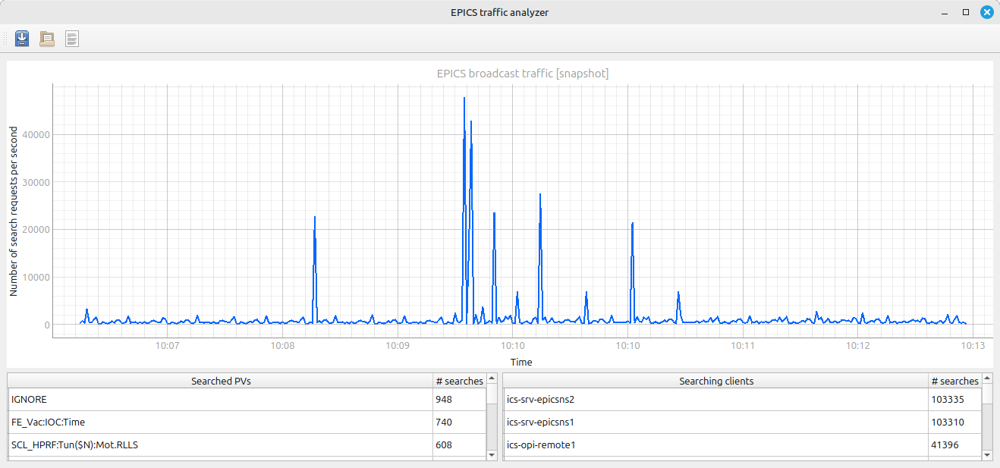 EPICS traffic analyzer
EPICS broadcast traffic [snapshot]
Number of search requests per second
40000
30000
20000
10000
0
10:07 10:08 10:09 10:10 10:10 10:11 10:12 10:13
Time
Searched PVs # searches
IGNORE 948
FE_Vac:IOC:Time 740
SCL_HPRF:Tun($N):Mot.RLLS 608
Searching clients # searches
ics-srv-epicsns2 103335
ics-srv-epicsns1 103310
ics-opi-remote1 41396